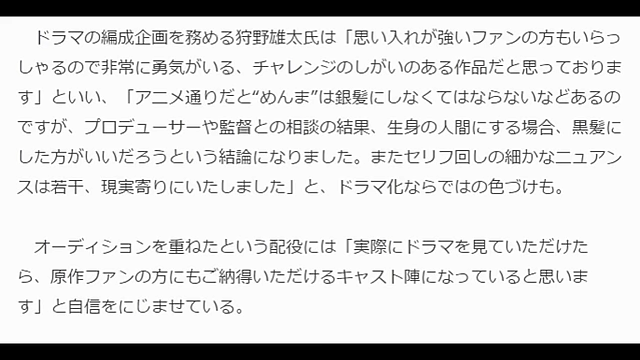 ドラマの編成企画を務める狩野雄太氏は「思い入れが強いファンの方もいらっ
しゃるので非常に勇気がいる、チャレンジのしがいのある作品だと思っておりま
す」といい、「アニメ通りだと“めんま”は銀髪にしなくてはならないなどあるの
ですが、プロデューサーや監督との相談の結果、生身の人間にする場合、黒髪に
した方がいいだろうという結論になりました。またセリフ回しの細かなニュアン
スは若干、現実寄りにいたしました」と、ドラマ化ならではの色づけも。
オーディションを重ねたという配役には「実際にドラマを見ていただけた
ら、原作ファンの方にもご納得いただけるキャスト陣になっていると思いま
す」と自信をにじませている。